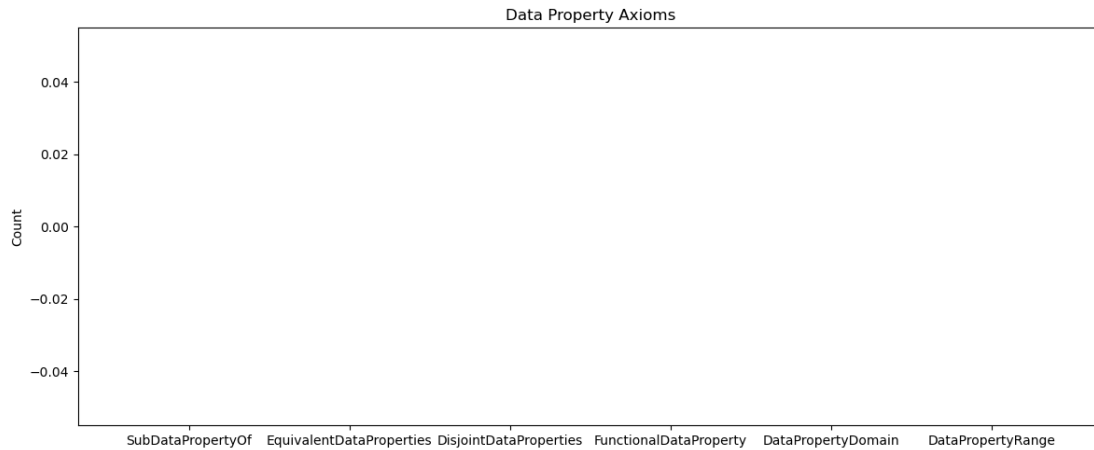 Data Property Axioms
0.04
0.02
0.00
−0.02
−0.04
Count
SubDataPropertyOf EquivalentDataProperties DisjointDataProperties FunctionalDataProperty DataPropertyDomain DataPropertyRange